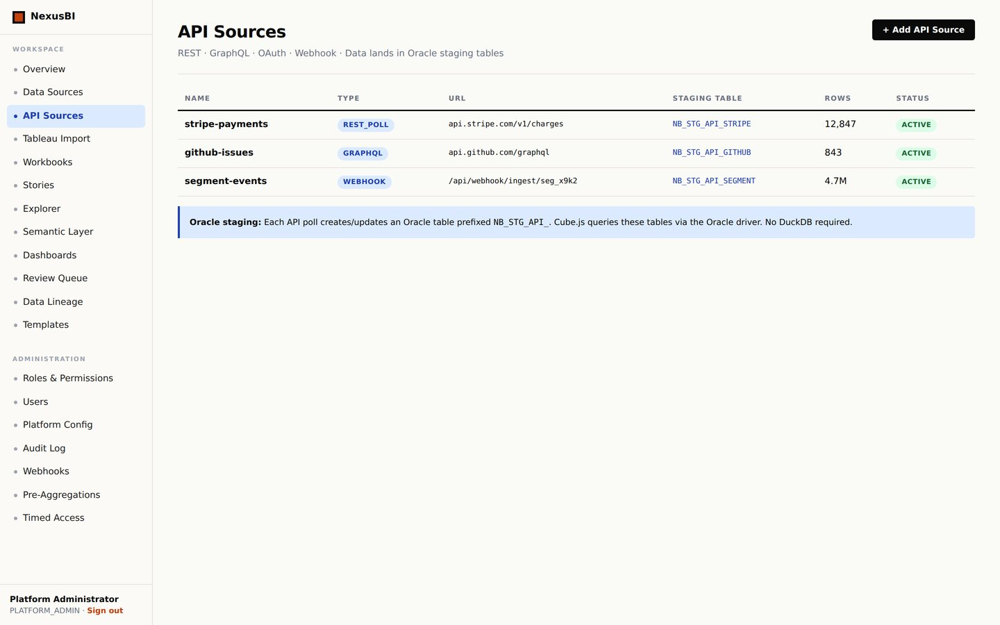 NexusBI
WORKSPACE
Overview
Data Sources
API Sources
Tableau Import
Workbooks
Stories
Explorer
Semantic Layer
Dashboards
Review Queue
Data Lineage
Templates
ADMINISTRATION
Roles & Permissions
Users
Platform Config
Audit Log
Webhooks
Pre-Aggregations
Timed Access
Platform Administrator
PLATFORM_ADMIN · Sign out
API Sources
+ Add API Source
REST · GraphQL · OAuth · Webhook · Data lands in Oracle staging tables
NAME TYPE URL STAGING TABLE ROWS STATUS
stripe-payments REST_POLL api.stripe.com/v1/charges NB_STG_API_STRIPE 12,847 ACTIVE
github-issues GRAPHQL api.github.com/graphql NB_STG_API_GITHUB 843 ACTIVE
segment-events WEBHOOK /api/webhook/ingest/seg_x9k2 NB_STG_API_SEGMENT 4.7M ACTIVE
Oracle staging: Each API poll creates/updates an Oracle table prefixed NB_STG_API_. Cube.js queries these tables via the Oracle driver. No DuckDB required.